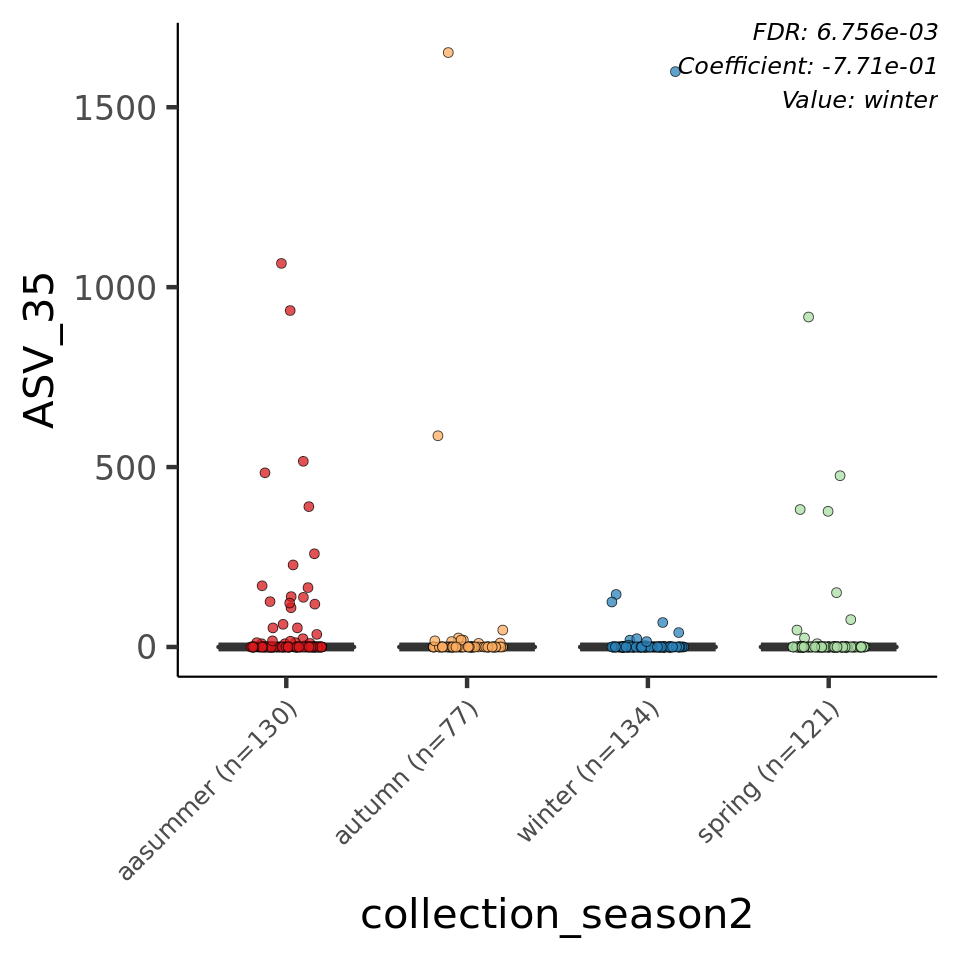 FDR: 6.756e-03
Coefficient: -7.71e-01
Value: winter
1500
1000
500
0
ASV_35
aasummer (n=130)
autumn (n=77)
winter (n=134)
spring (n=121)
collection_season2